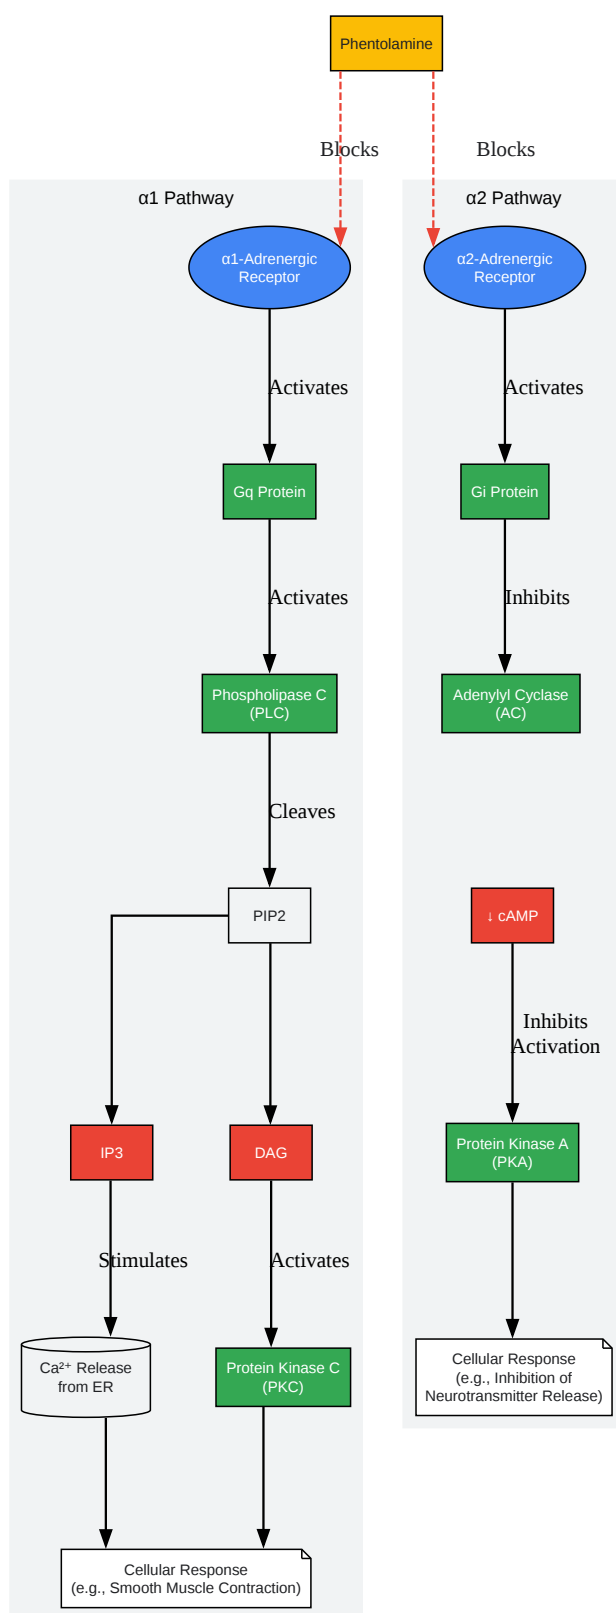 Phentolamine
Blocks
Blocks
α1 Pathway
α2 Pathway
α1-Adrenergic
Receptor
α2-Adrenergic
Receptor
Activates
Activates
Gq Protein
Gi Protein
Activates
Inhibits
Phospholipase C
(PLC)
Adenylyl Cyclase
(AC)
Cleaves
PIP2
↓ cAMP
Inhibits
Activation
IP3
DAG
Protein Kinase A
(PKA)
Stimulates
Activates
Ca²⁺ Release
from ER
Protein Kinase C
(PKC)
Cellular Response
(e.g., Inhibition of
Neurotransmitter Release)
Cellular Response
(e.g., Smooth Muscle Contraction)